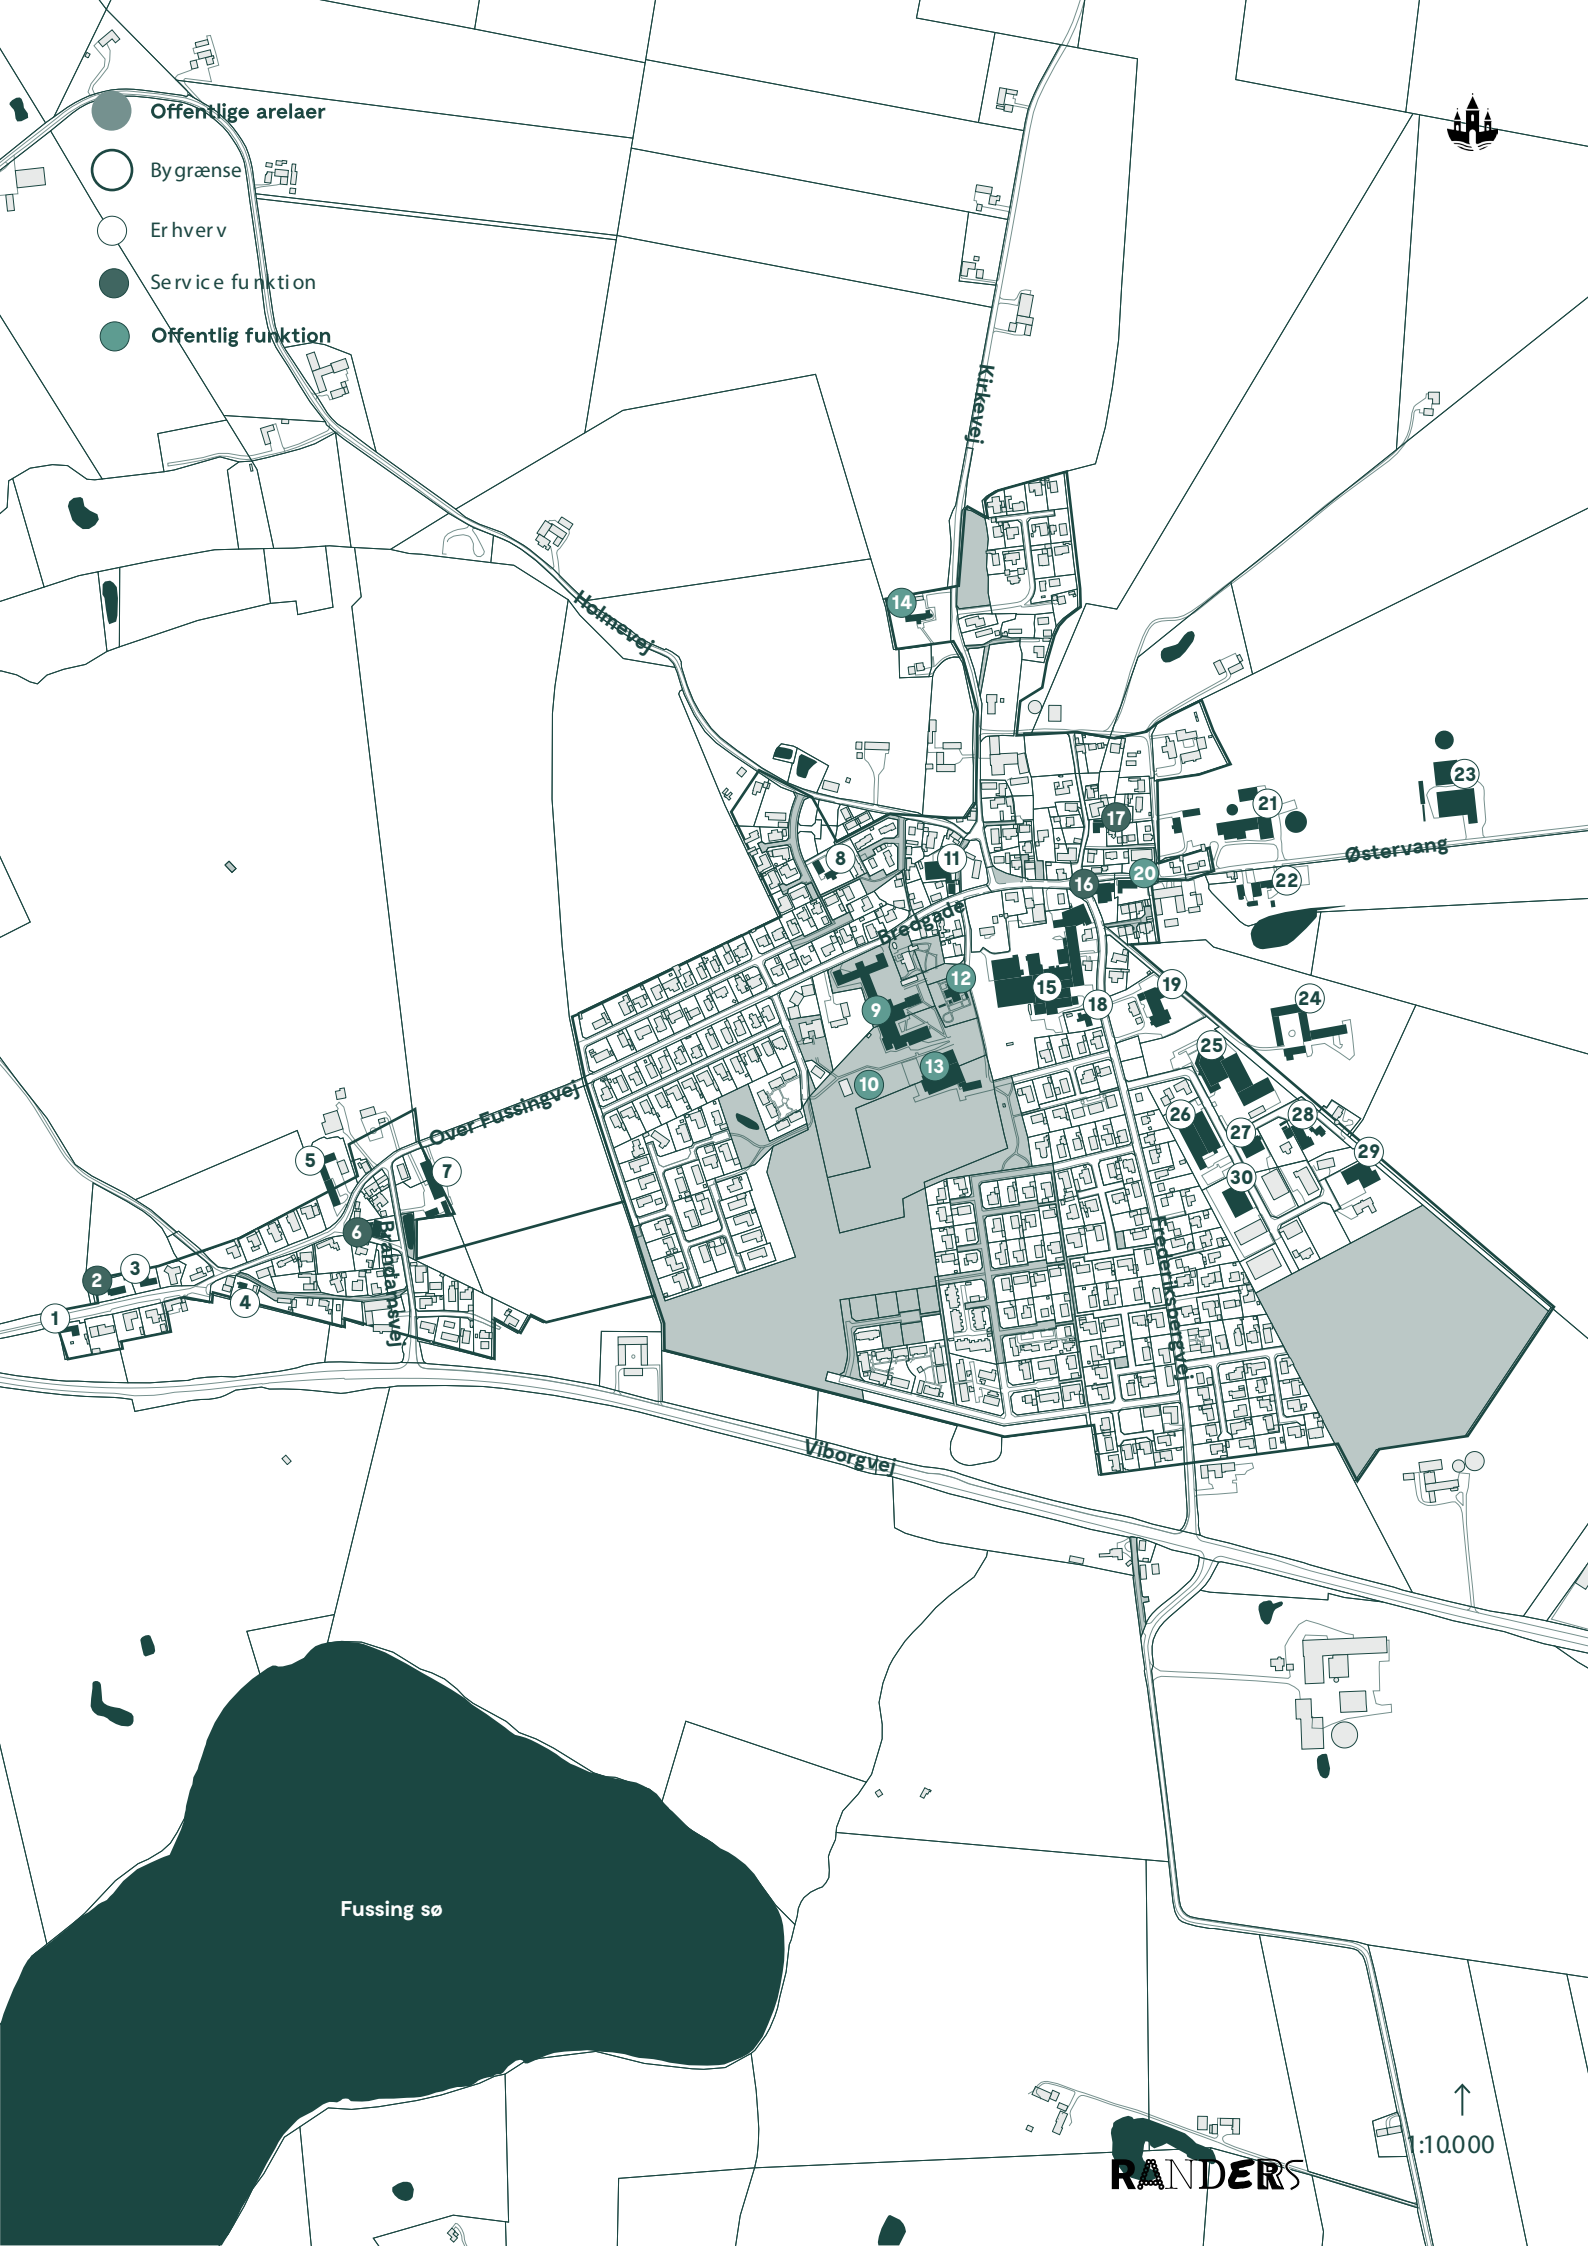 Offentlige arelaer
Bygrænse
Erhverv
Service funktion
Offentlig funktion
Kirkevej
14
Holmevej
23
21
17
Østervang
8
11
20
16
22
Bredgade
12
15
19
9
18
24
25
13
10
Over Fussingvej
26
28
27
5
29
7
30
6
Brandamsvej
Frederiksbergvej
3
2
4
1
Viborgvej
Fussing sø
1:10.000
RANDERS